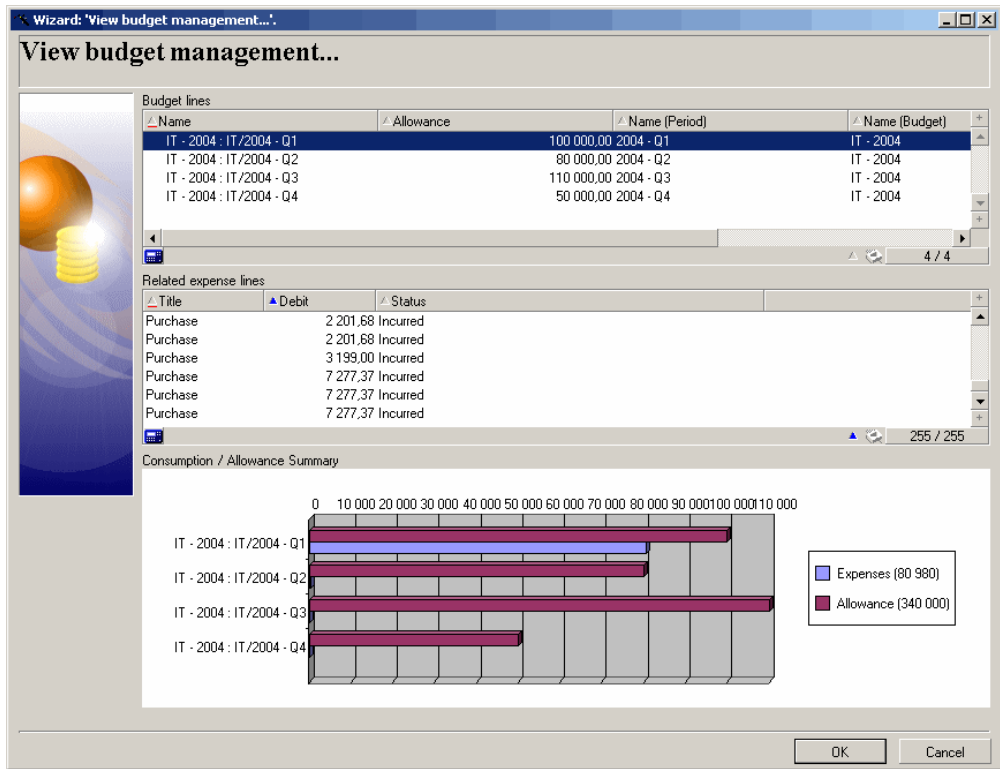 Wizard: 'View budget management...'.
View budget management...
Budget lines
Name Allowance Name (Period) Name (Budget)
IT - 2004 : IT/2004 - Q1 100 000,00 2004 - Q1 IT - 2004
IT - 2004 : IT/2004 - Q2 80 000,00 2004 - Q2 IT - 2004
IT - 2004 : IT/2004 - Q3 110 000,00 2004 - Q3 IT - 2004
IT - 2004 : IT/2004 - Q4 50 000,00 2004 - Q4 IT - 2004
4 / 4
Related expense lines
Title Debit Status
Purchase 2 201,68 Incurred
Purchase 2 201,68 Incurred
Purchase 3 199,00 Incurred
Purchase 7 277,37 Incurred
Purchase 7 277,37 Incurred
Purchase 7 277,37 Incurred
255 / 255
Consumption / Allowance Summary
0 10 000 20 000 30 000 40 000 50 000 60 000 70 000 80 000 90 000 100 000 110 000
IT - 2004 : IT/2004 - Q1
IT - 2004 : IT/2004 - Q2
IT - 2004 : IT/2004 - Q3
IT - 2004 : IT/2004 - Q4
Expenses (80 980)
Allowance (340 000)
OK Cancel